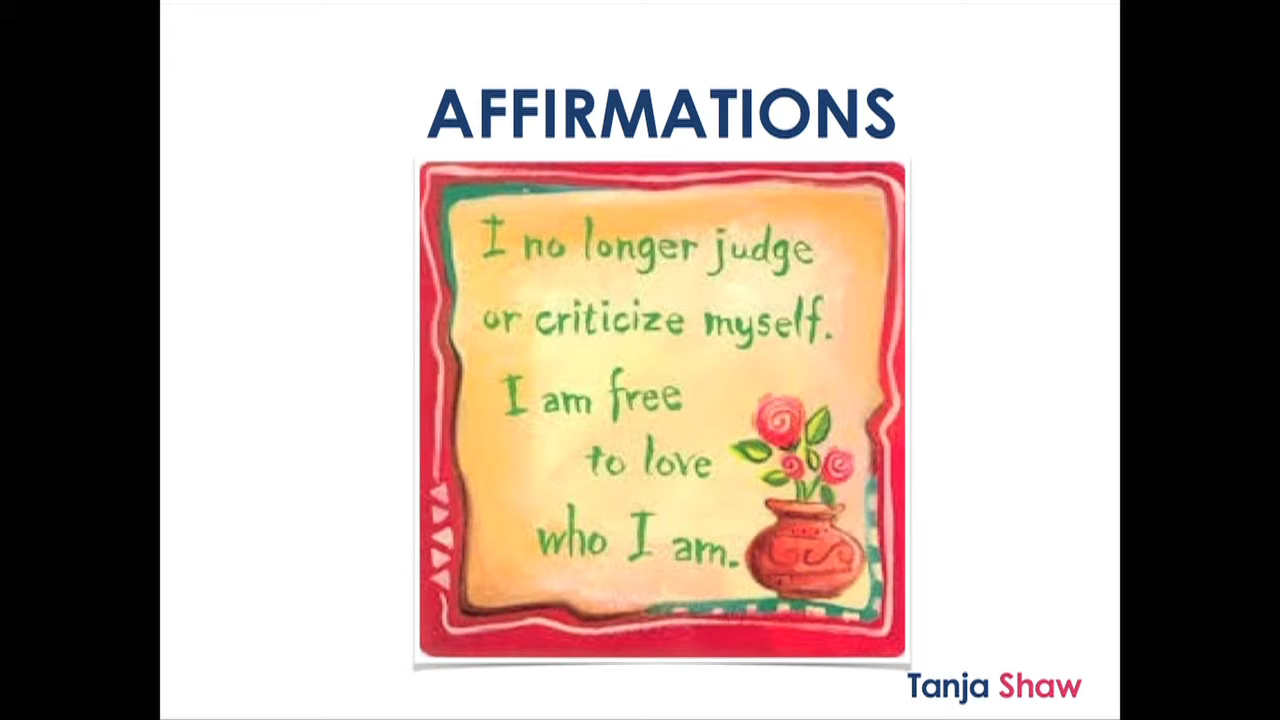 AFFIRMATIONS
I no longer judge
or criticize myself.
I am free
to love
who I am.
Tanja Shaw